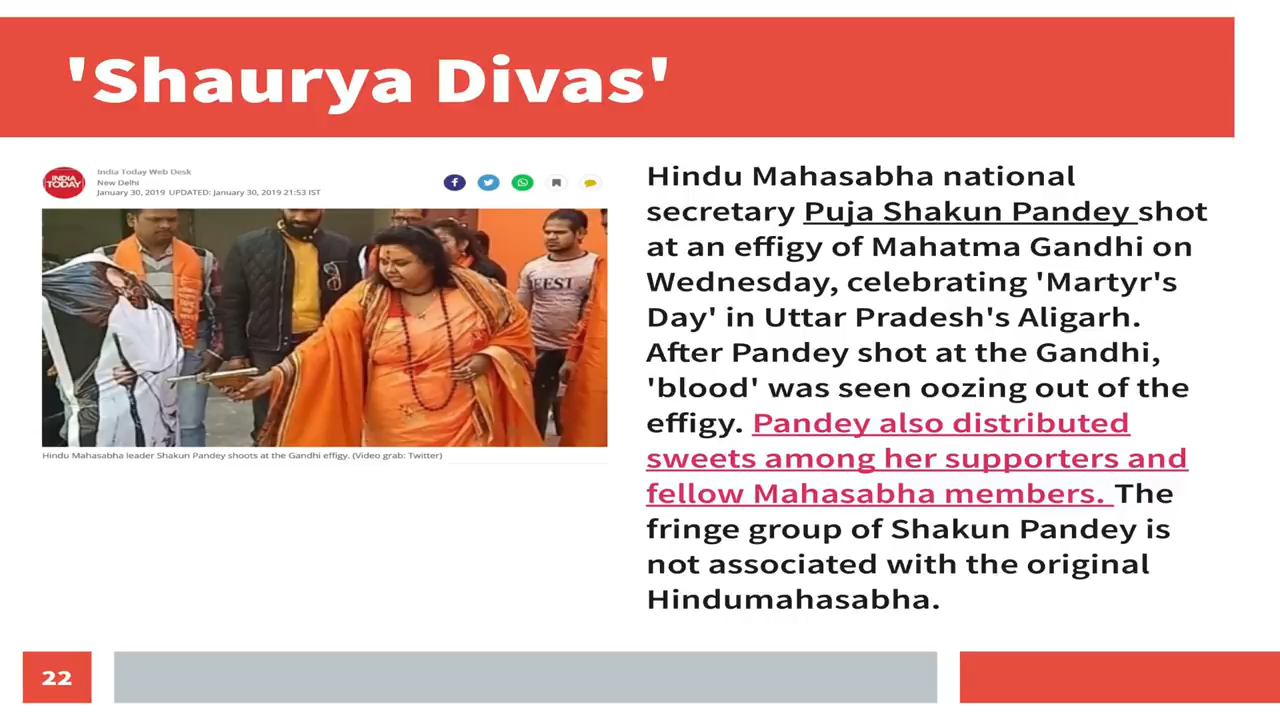 'Shaurya Divas'
INDIA
TODAY
India Today Web Desk
New Delhi
January 30, 2019 UPDATED: January 30, 2019 21:53 IST
EEST
Hindu Mahasabha leader Shakun Pandey shoots at the Gandhi effigy. (Video grab: Twitter)
Hindu Mahasabha national
secretary Puja Shakun Pandey shot
at an effigy of Mahatma Gandhi on
Wednesday, celebrating 'Martyr's
Day' in Uttar Pradesh's Aligarh.
After Pandey shot at the Gandhi,
'blood' was seen oozing out of the
effigy. Pandey also distributed
sweets among her supporters and
fellow Mahasabha members. The
fringe group of Shakun Pandey is
not associated with the original
Hindumahasabha.
22